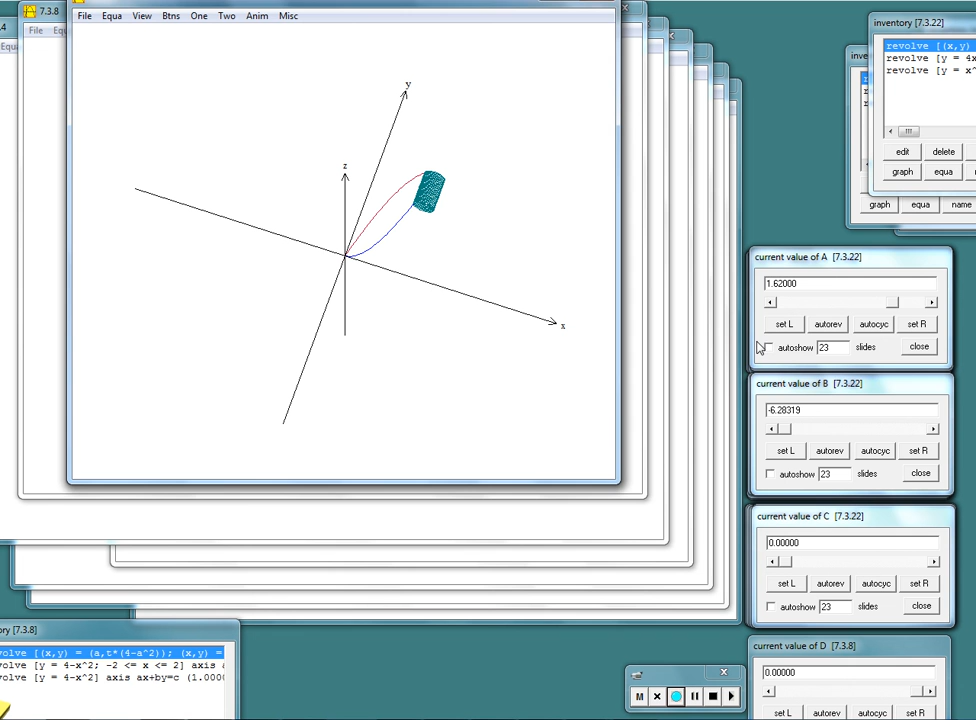 7.3.8
File Equa View Btns One Two Anim Misc
File
y
z
x
inventory [7.3.22]
revolve [(x,y)
revolve [y = 4x
revolve [y = x^
edit delete
graph equa
graph equa name
current value of A [7.3.22]
1.62000
set L autorev autocyc set R
autoshow 23 slides close
current value of B [7.3.22]
-6.28319
set L autorev autocyc set R
autoshow 23 slides close
current value of C [7.3.22]
0.00000
set L autorev autocyc set R
autoshow 23 slides close
ory [7.3.8]
volve [(x,y) = (a,t*(4-a^2)); (x,y) =
volve [y = 4-x^2; -2 <= x <= 2] axis a
volve [y = 4-x^2] axis ax+by=c (1.0000
current value of D [7.3.8]
0.00000
set L autorev autocyc set R
M